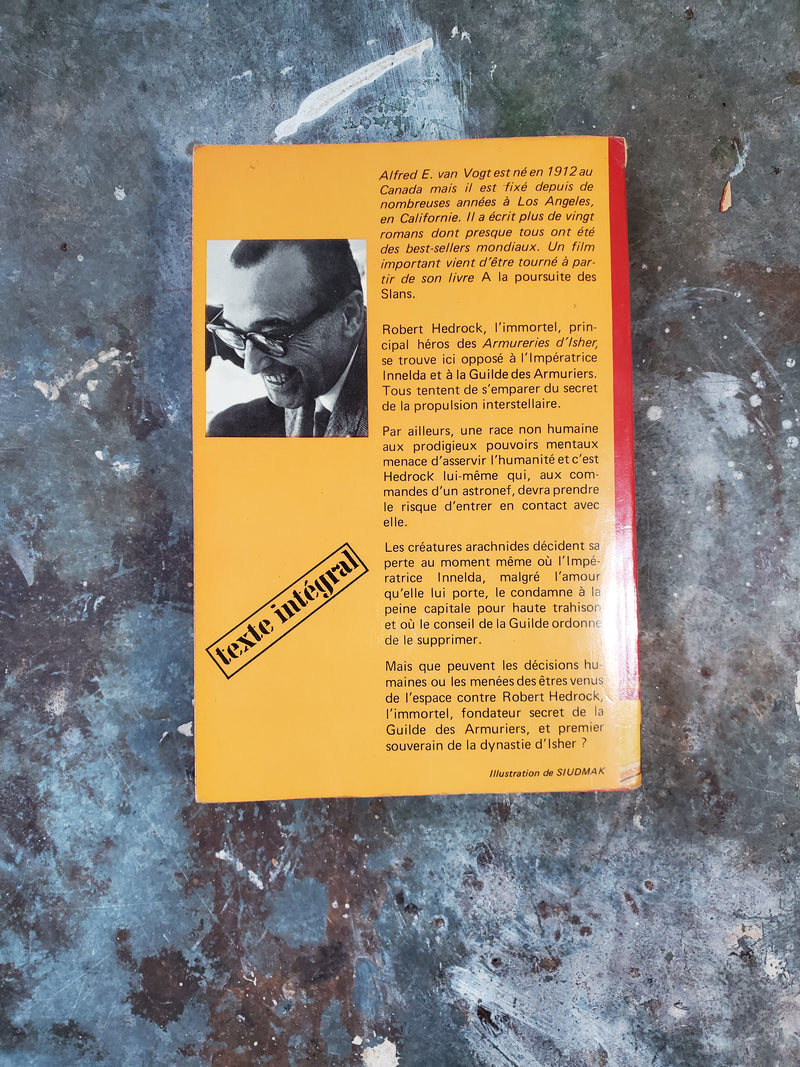 Alfred E. van Vogt est né en 1912 au
Canada mais il est fixé depuis de
nombreuses années à Los Angeles,
en Californie. Il a écrit plus de vingt
romans dont presque tous ont été
des best-sellers mondiaux. Un film
important vient d'être tourné à par-
tir de son livre A la poursuite des
Slans.
Robert Hedrock, l'immortel, prin-
cipal héros des Armureries d'Isher,
se trouve ici opposé à l'Impératrice
Innelda et à la Guilde des Armuriers.
Tous tentent de s'emparer du secret
de la propulsion interstellaire.
Par ailleurs, une race non humaine
aux prodigieux pouvoirs mentaux
menace d'asservir l'humanité et c'est
Hedrock lui-même qui, aux com-
mandes d'un astronef, devra prendre
le risque d'entrer en contact avec
elle.
Les créatures arachnides décident sa
perte au moment même où l'Impé-
ratrice Innelda, malgré l'amour
qu'elle lui porte, le condamne à la
peine capitale pour haute trahison
et où le conseil de la Guilde ordonne
de le supprimer.
Mais que peuvent les décisions hu-
maines ou les menées des êtres venus
de l'espace contre Robert Hedrock,
l'immortel, fondateur secret de la
Guilde des Armuriers, et premier
souverain de la dynastie d'Isher ?
texte intégral
Illustration de SIUDMAK